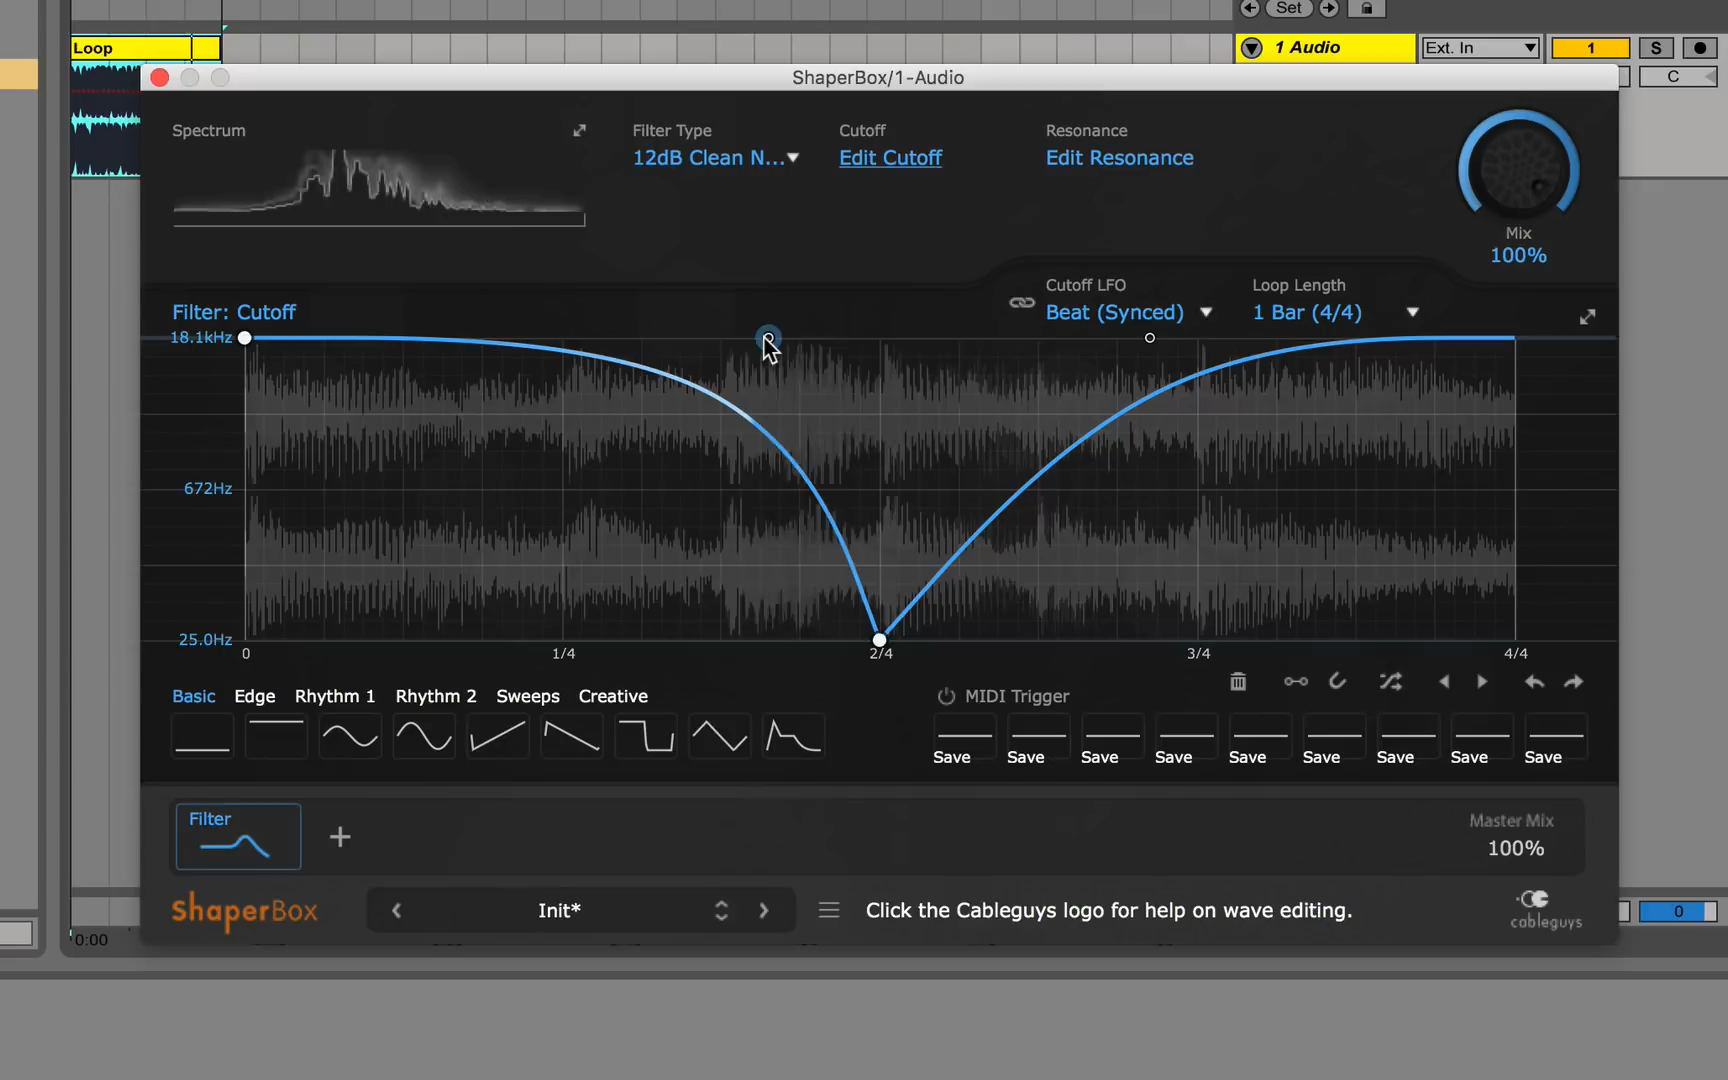 Set
Loop
1 Audio
Ext. In
1
S
C
ShaperBox/1-Audio
Spectrum
Filter Type
12dB Clean N...
Cutoff
Edit Cutoff
Resonance
Edit Resonance
Mix
100%
Cutoff LFO
Beat (Synced)
Loop Length
1 Bar (4/4)
Filter: Cutoff
18.1kHz
672Hz
25.0Hz
0
1/4
2/4
3/4
4/4
Basic Edge Rhythm 1 Rhythm 2 Sweeps Creative
MIDI Trigger
Save Save Save Save Save Save Save Save Save
Filter
+
Master Mix
100%
ShaperBox
Init*
Click the Cableguys logo for help on wave editing.
cableguys
0
0:00